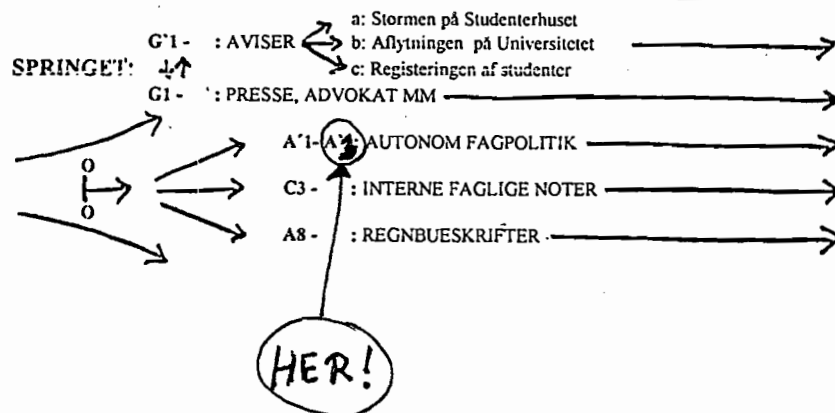 a: Stormen på Studenterhuset
G´1 - : AVISER b: Aflytningen på Universitetet
SPRINGET: c: Registeringen af studenter
G1 - : PRESSE, ADVOKAT MM
A´1- : AUTONOM FAGPOLITIK
O
C3 - : INTERNE FAGLIGE NOTER
O
A8 - : REGNBUESKRIFTER
HER!